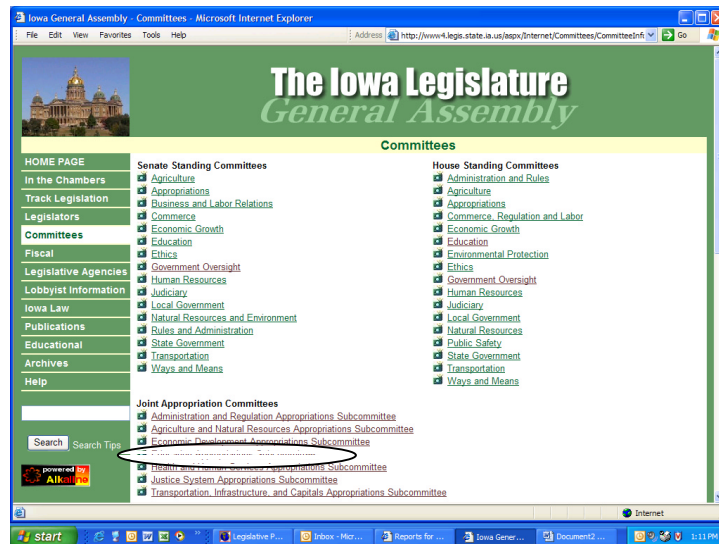 Iowa General Assembly - Committees - Microsoft Internet Explorer
File Edit View Favorites Tools Help
Address http://www4.legis.state.ia.us/aspx/Internet/Committees/CommitteeInfo Go
The Iowa Legislature
General Assembly
Committees
HOME PAGE
In the Chambers
Track Legislation
Legislators
Committees
Fiscal
Legislative Agencies
Lobbyist Information
Iowa Law
Publications
Educational
Archives
Help
Search Search Tips
powered by
Alkaline
Senate Standing Committees
Agriculture
Appropriations
Business and Labor Relations
Commerce
Economic Growth
Education
Ethics
Government Oversight
Human Resources
Judiciary
Local Government
Natural Resources and Environment
Rules and Administration
State Government
Transportation
Ways and Means
House Standing Committees
Administration and Rules
Agriculture
Appropriations
Commerce, Regulation and Labor
Economic Growth
Education
Environmental Protection
Ethics
Government Oversight
Human Resources
Judiciary
Local Government
Natural Resources
Public Safety
State Government
Transportation
Ways and Means
Joint Appropriation Committees
Administration and Regulation Appropriations Subcommittee
Agriculture and Natural Resources Appropriations Subcommittee
Economic Development Appropriations Subcommittee
Health and Human Services Appropriations Subcommittee
Justice System Appropriations Subcommittee
Transportation, Infrastructure, and Capitals Appropriations Subcommittee
Internet
start
Legislative P...
Inbox - Micr...
Reports for ...
Iowa Gener...
Document2 ...
1:11 PM